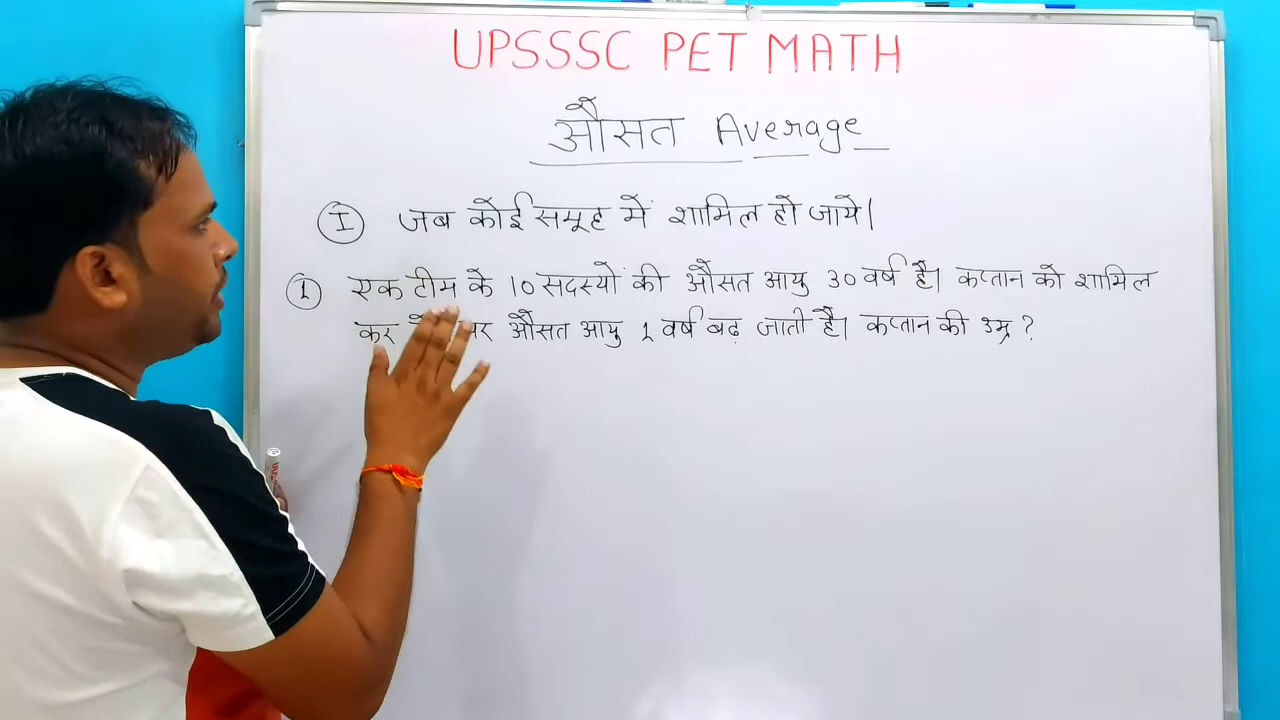 UPSSSC PET MATH
औसत Average
I जब कोई समूह में शामिल हो जाये।
1 एक टीम के 10 सदस्यों की औसत आयु 30 वर्ष है। कप्तान को शामिल
कर पर औसत आयु 1 वर्ष बढ़ जाती है। कप्तान की उम्र ?